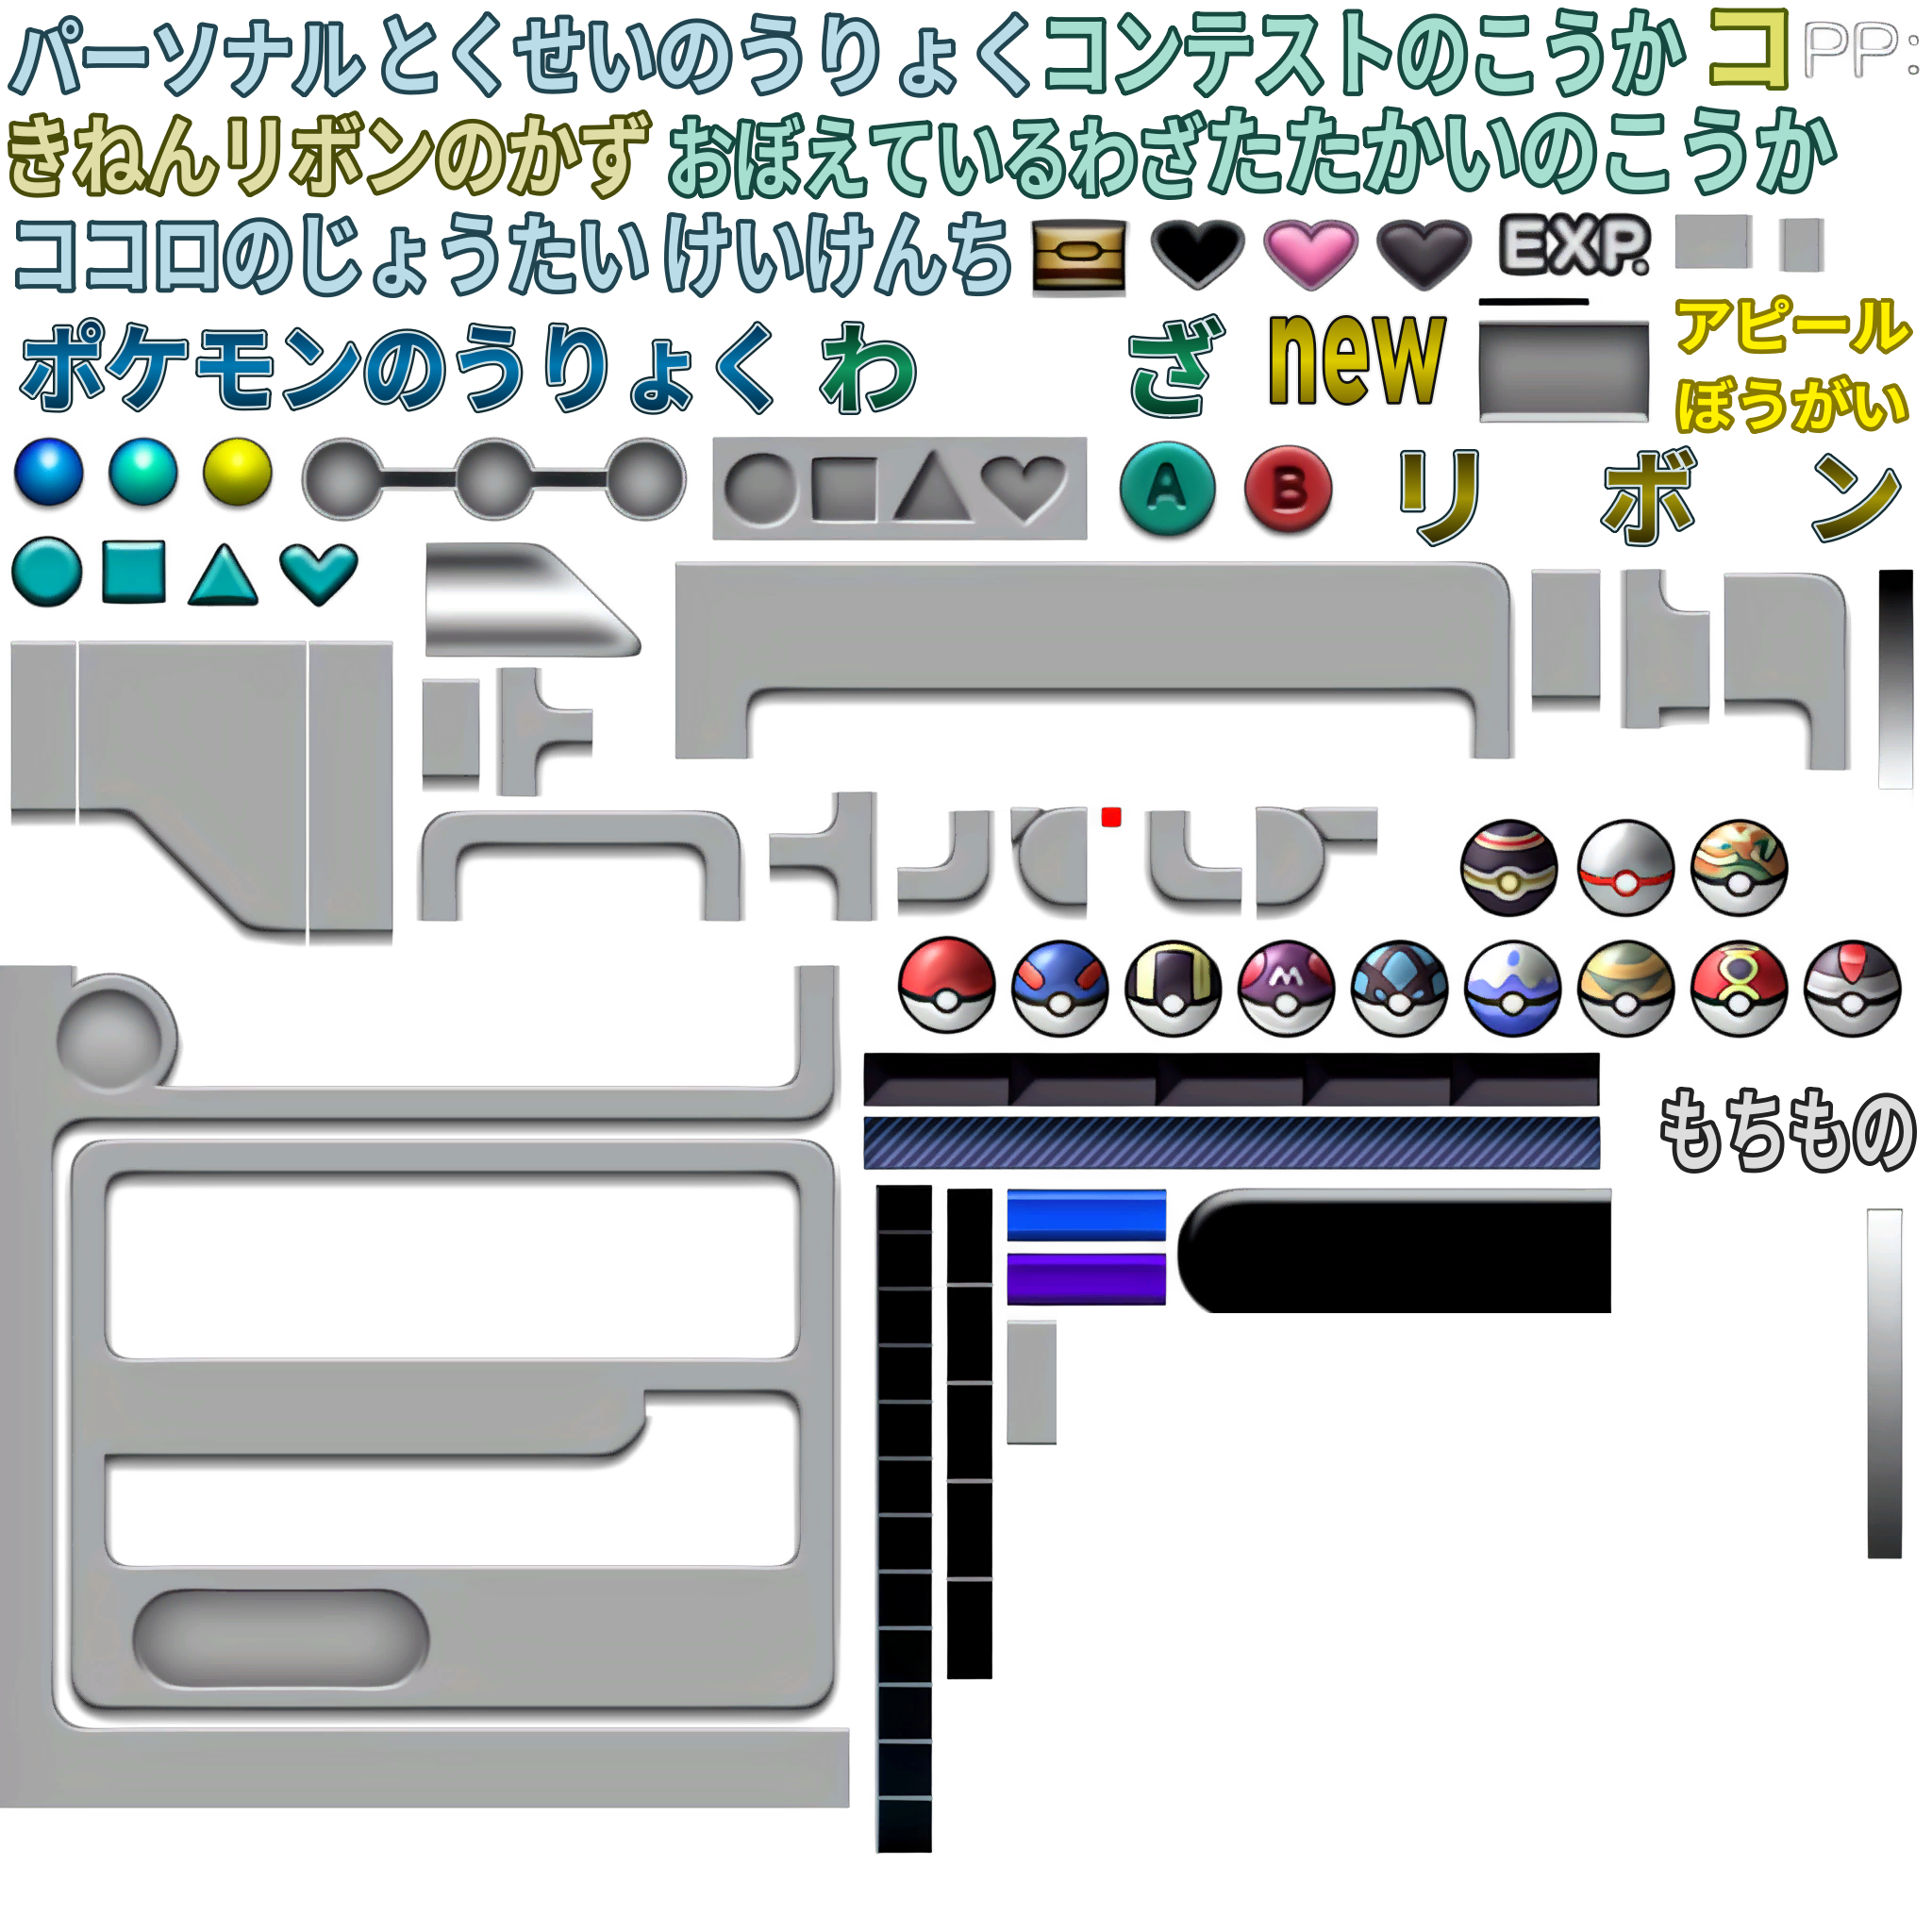 パーソナル とくせいのうりょく コンテストのこうか コ PP:
きねんリボンのかず おぼえているわざ たたかいのこうか
ココロのじょうたい けいけんち EXP.
ポケモンのうりょく わ ざ new アピール
ぼうがい
A B リ ボ ン
M
もちもの